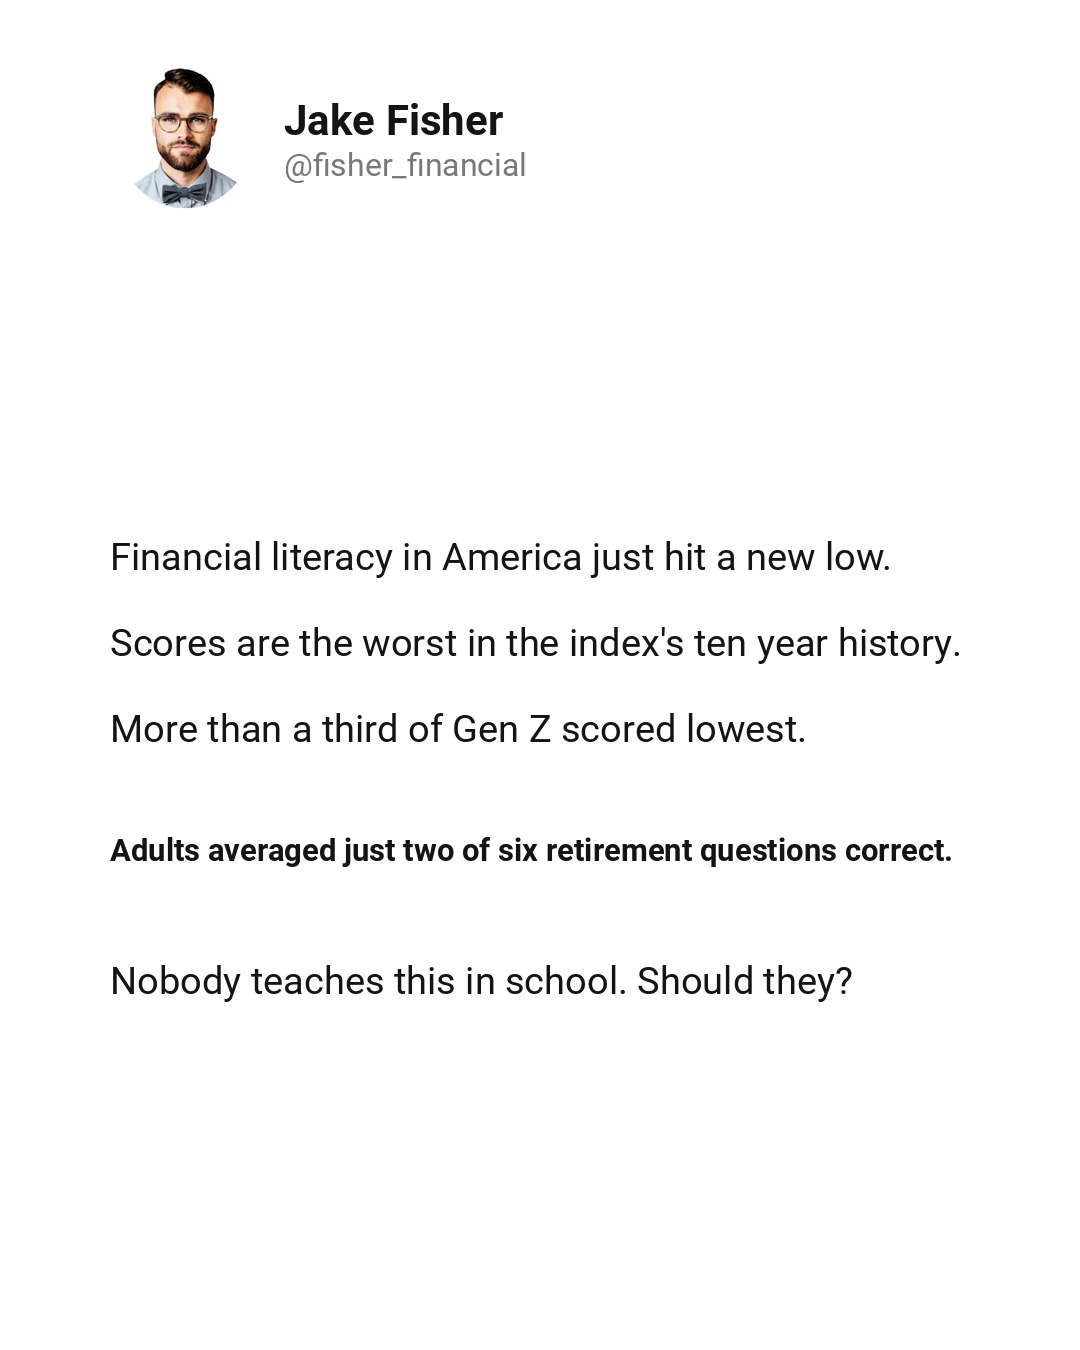 Jake Fisher
@fisher_financial
Financial literacy in America just hit a new low.
Scores are the worst in the index's ten year history.
More than a third of Gen Z scored lowest.
Adults averaged just two of six retirement questions correct.
Nobody teaches this in school. Should they?